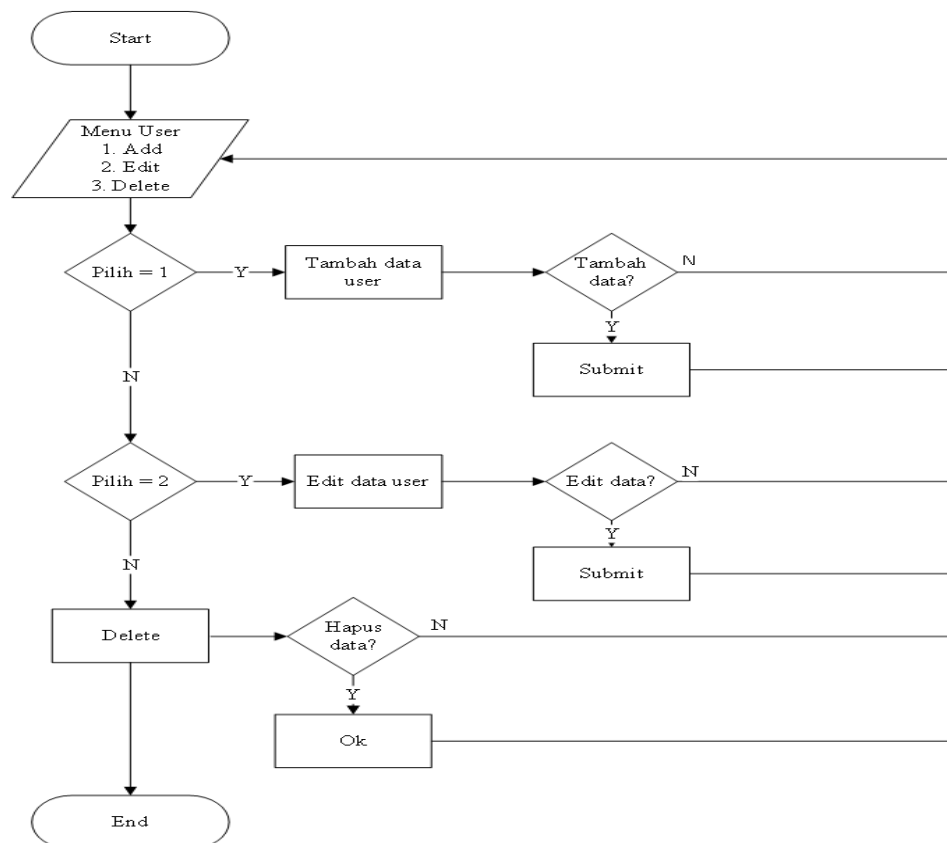 Start
Menu User
1. Add
2. Edit
3. Delete
Pilih = 1
Y
Tambah data
user
Tambah
data?
N
Y
Submit
N
Pilih = 2
Y
Edit data user
Edit data?
N
Y
Submit
N
Delete
Hapus
data?
N
Y
Ok
End